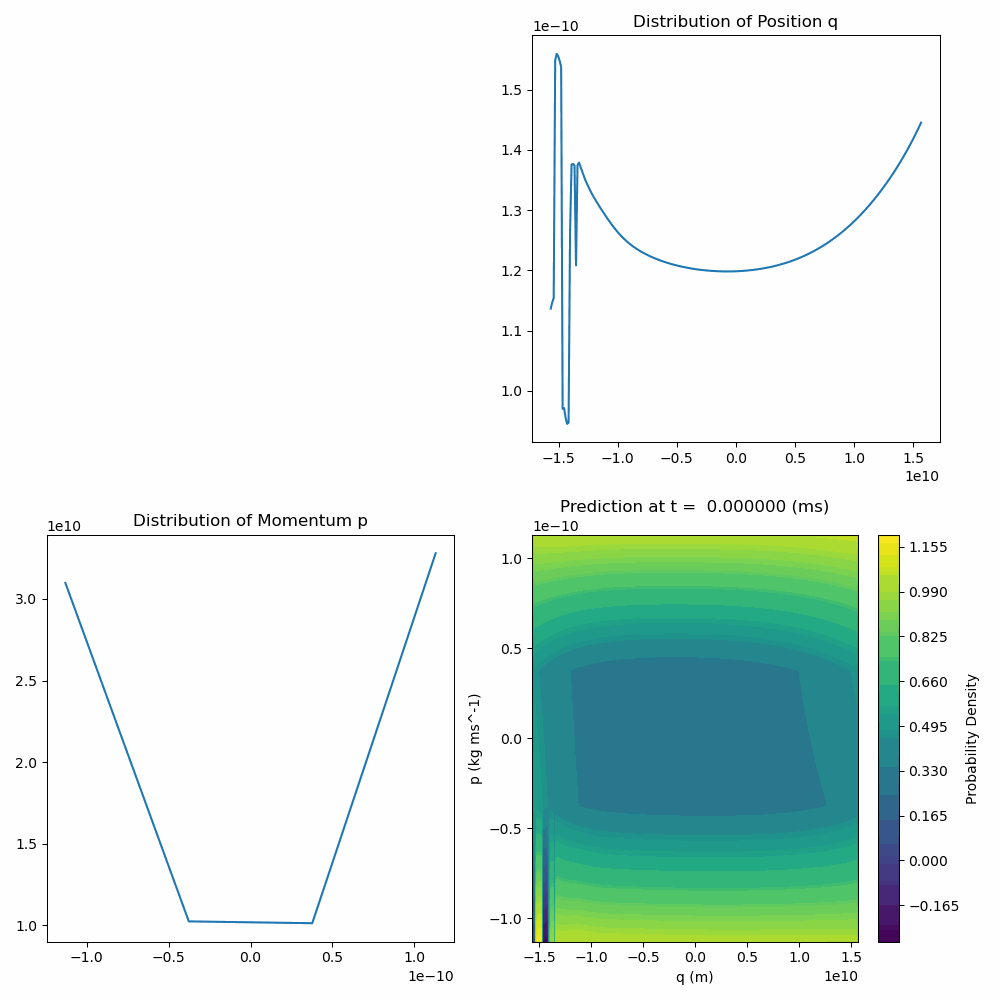 Distribution of Position q
1e−10
1.5
1.4
1.3
1.2
1.1
1.0
−1.5 −1.0 −0.5 0.0 0.5 1.0 1.5
1e10
Distribution of Momentum p
1e10
3.0
2.5
2.0
1.5
1.0
−1.0 −0.5 0.0 0.5 1.0
1e−10
Prediction at t =  0.000000 (ms)
1e−10
p (kg ms^-1)
1.0
0.5
0.0
−0.5
−1.0
−1.5 −1.0 −0.5 0.0 0.5 1.0 1.5
q (m)
1e10
1.155
0.990
0.825
0.660
0.495
0.330
0.165
0.000
−0.165
Probability Density